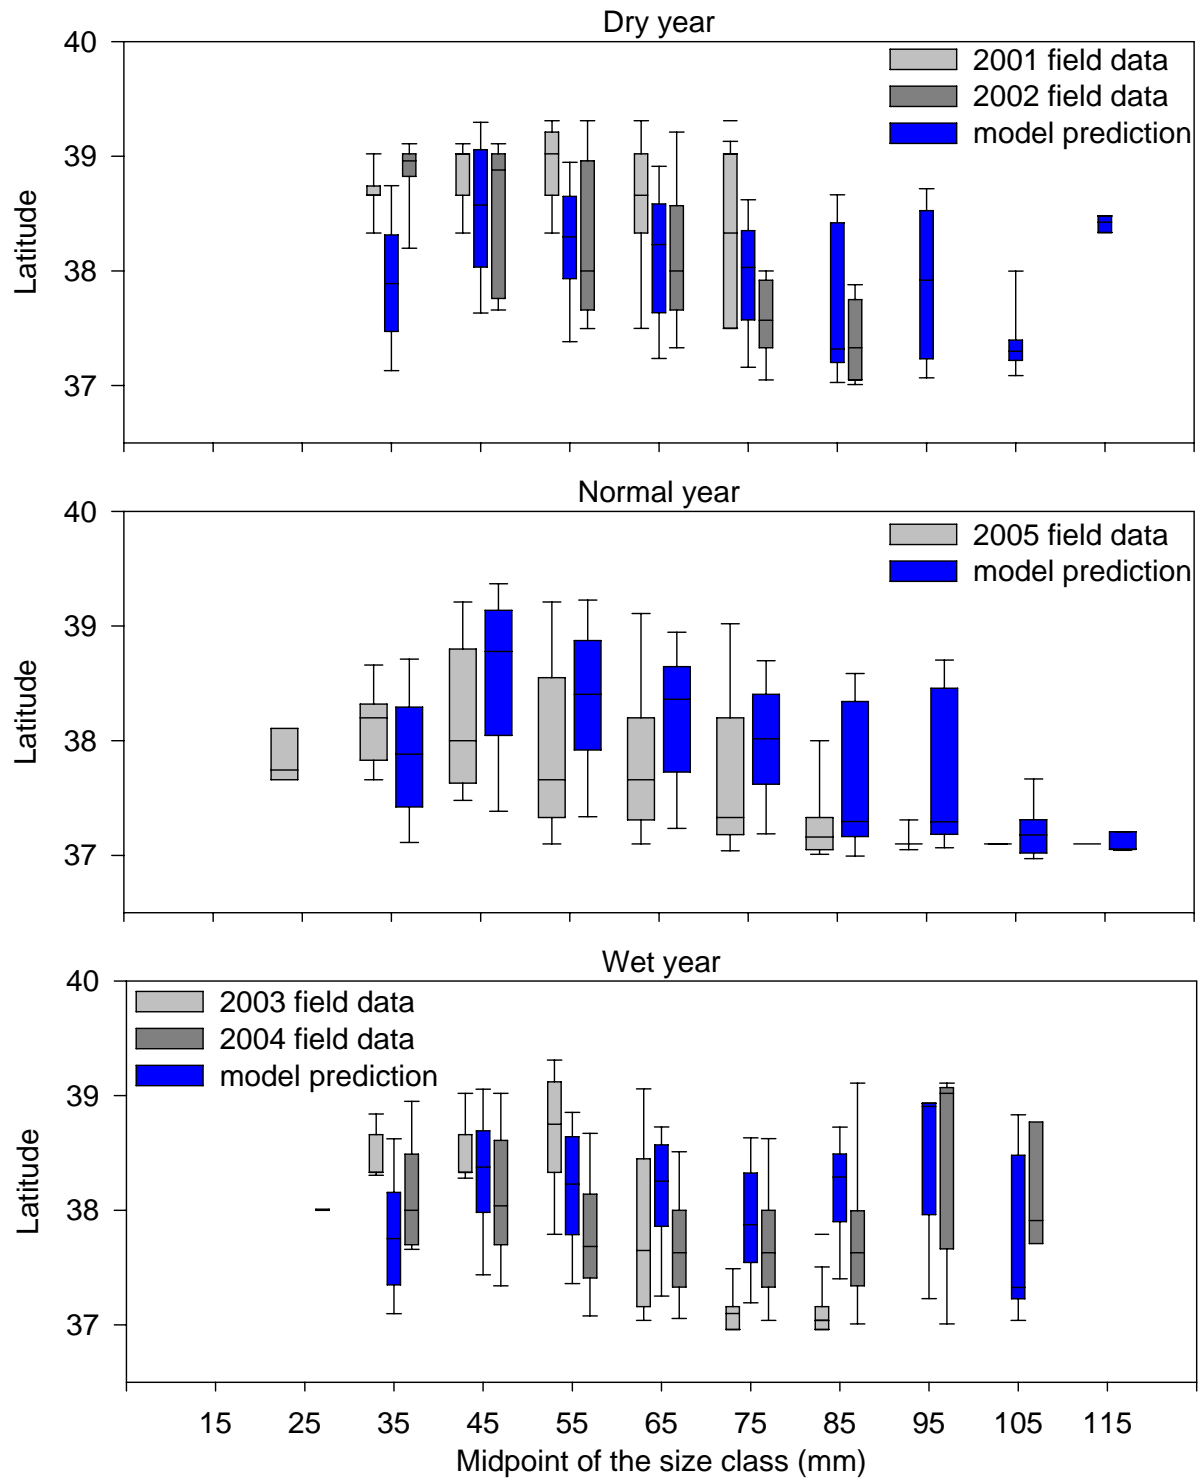 Dry year
40
2001 field data
2002 field data
model prediction
39
Latitude
38
37
Normal year
40
2005 field data
model prediction
39
Latitude
38
37
Wet year
40
2003 field data
2004 field data
model prediction
39
Latitude
38
37
15 25 35 45 55 65 75 85 95 105 115
Midpoint of the size class (mm)